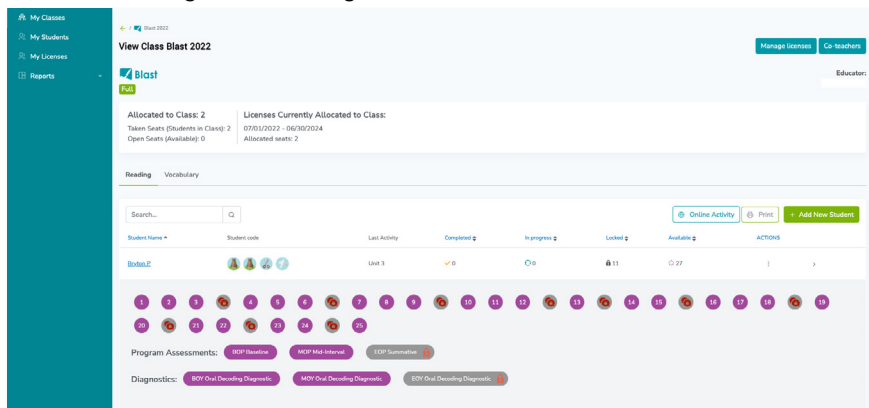 My Classes
My Students
My Licenses
Reports
← / Blast 2022
View Class Blast 2022
Manage licenses
Co-teachers
Blast
Full
Educator:
Allocated to Class: 2
Taken Seats (Students in Class): 2
Open Seats (Available): 0
Licenses Currently Allocated to Class:
07/01/2022 - 06/30/2024
Allocated seats: 2
Reading Vocabulary
Search...
Online Activity
Print
+ Add New Student
Student Name Student code Last Activity Completed In progress Locked Available ACTIONS
Unit 3 0 0 11 27
1 2 3 4 5 6 7 8 9 10 11 12 13 14 15 16 17 18 19
20 21 22 23 24 25
Program Assessments: BOP Baseline MOP Mid-Interval EOP Summative
Diagnostics: BOY Oral Decoding Diagnostic MOY Oral Decoding Diagnostic EOY Oral Decoding Diagnostic